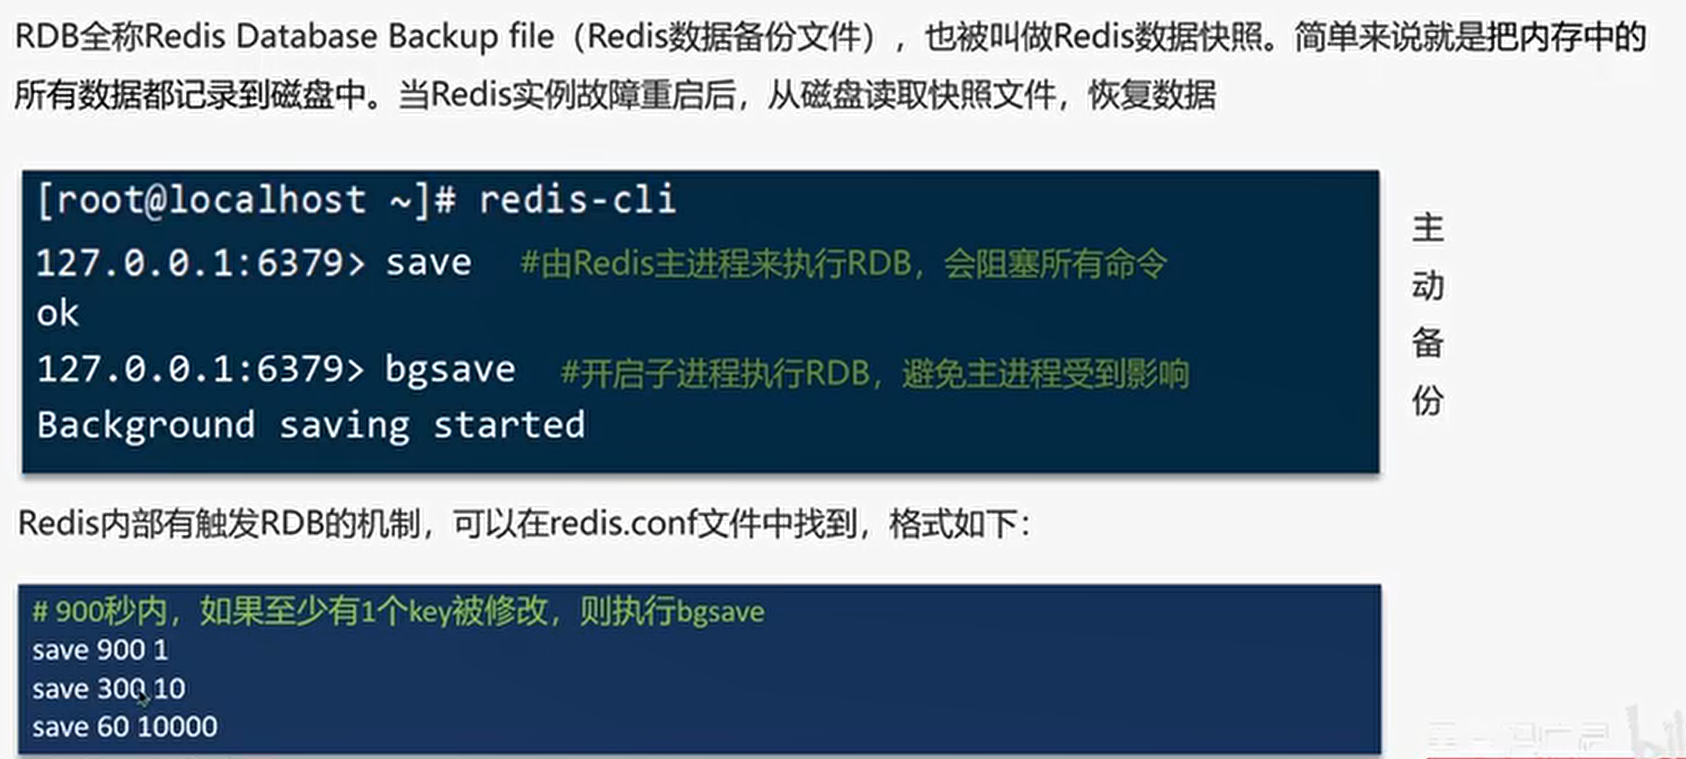 RDB全称Redis Database Backup file（Redis数据备份文件），也被叫做Redis数据快照。简单来说就是把内存中的
所有数据都记录到磁盘中。当Redis实例故障重启后，从磁盘读取快照文件，恢复数据
[root@localhost ~]# redis-cli
127.0.0.1:6379> save #由Redis主进程来执行RDB，会阻塞所有命令
ok
127.0.0.1:6379> bgsave #开启子进程执行RDB，避免主进程受到影响
Background saving started
主
动
备
份
Redis内部有触发RDB的机制，可以在redis.conf文件中找到，格式如下：
# 900秒内，如果至少有1个key被修改，则执行bgsave
save 900 1
save 300 10
save 60 10000